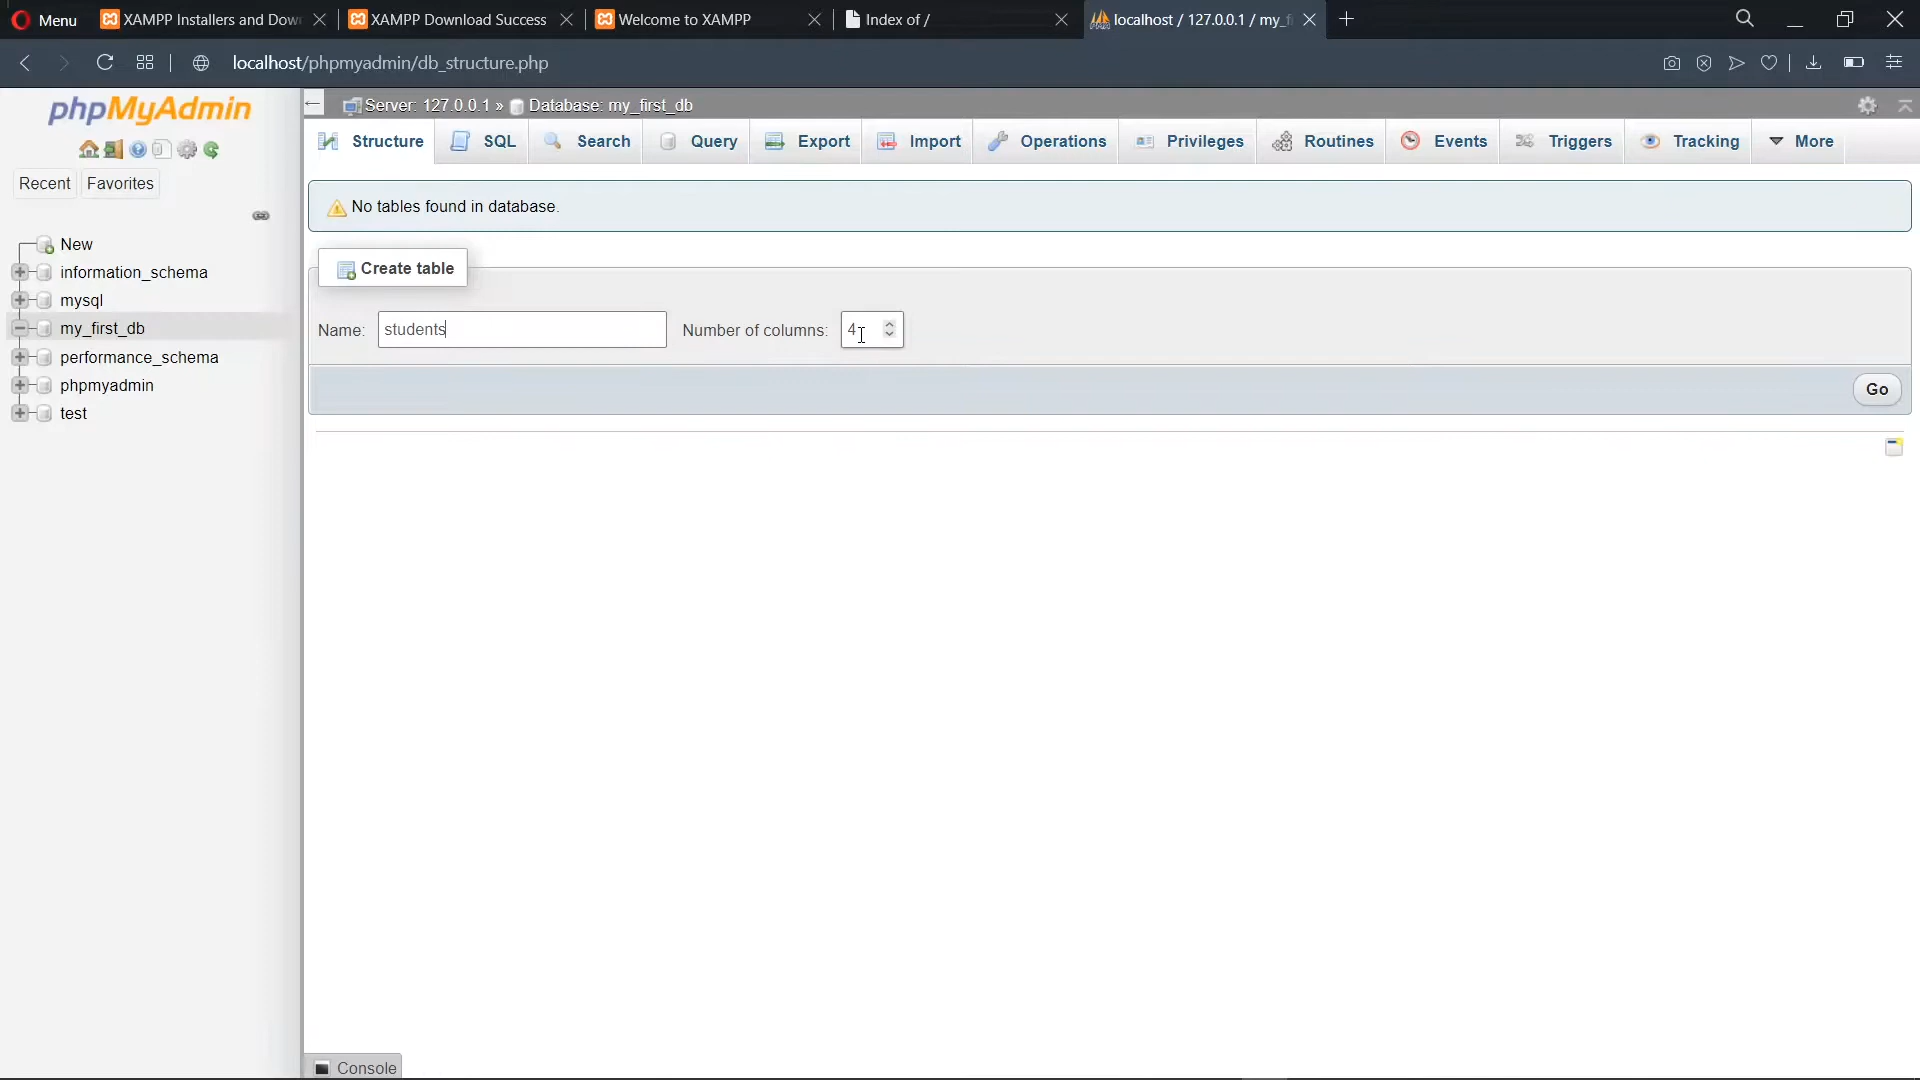 Menu
XAMPP Installers and Dow
XAMPP Download Success
Welcome to XAMPP
Index of /
localhost / 127.0.0.1 / my_fi
localhost/phpmyadmin/db_structure.php
phpMyAdmin
Recent
Favorites
New
information_schema
mysql
my_first_db
performance_schema
phpmyadmin
test
Server: 127.0.0.1 » Database: my_first_db
Structure
SQL
Search
Query
Export
Import
Operations
Privileges
Routines
Events
Triggers
Tracking
More
No tables found in database.
Create table
Name: students
Number of columns: 4
Go
Console